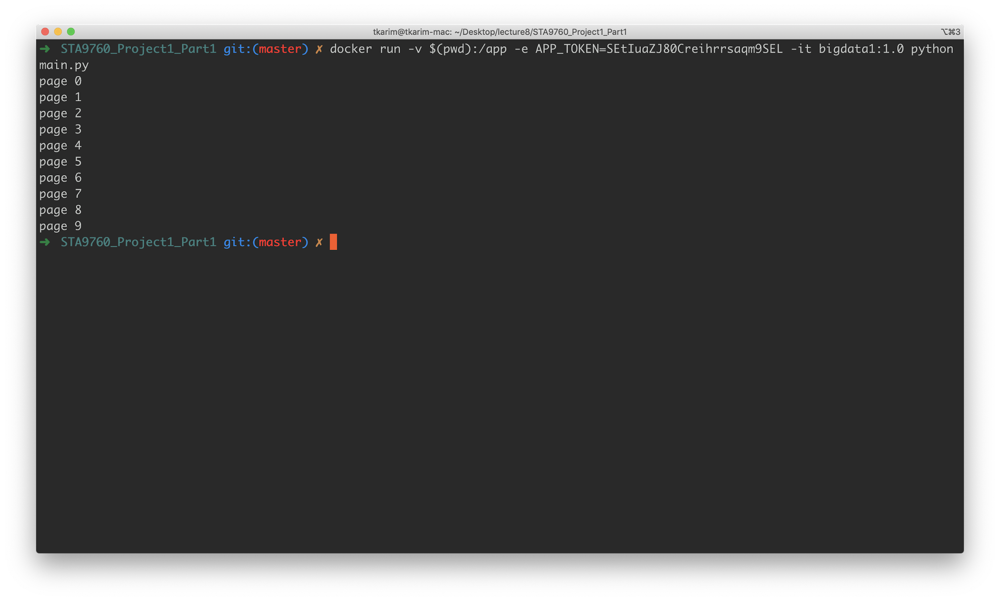 tkarim@tkarim-mac: ~/Desktop/lecture8/STA9760_Project1_Part1 ⌥⌘3
➜ STA9760_Project1_Part1 git:(master) ✗ docker run -v $(pwd):/app -e APP_TOKEN=SEtIuaZJ80Creihrrsaqm9SEL -it bigdata1:1.0 python
main.py
page 0
page 1
page 2
page 3
page 4
page 5
page 6
page 7
page 8
page 9
➜ STA9760_Project1_Part1 git:(master) ✗